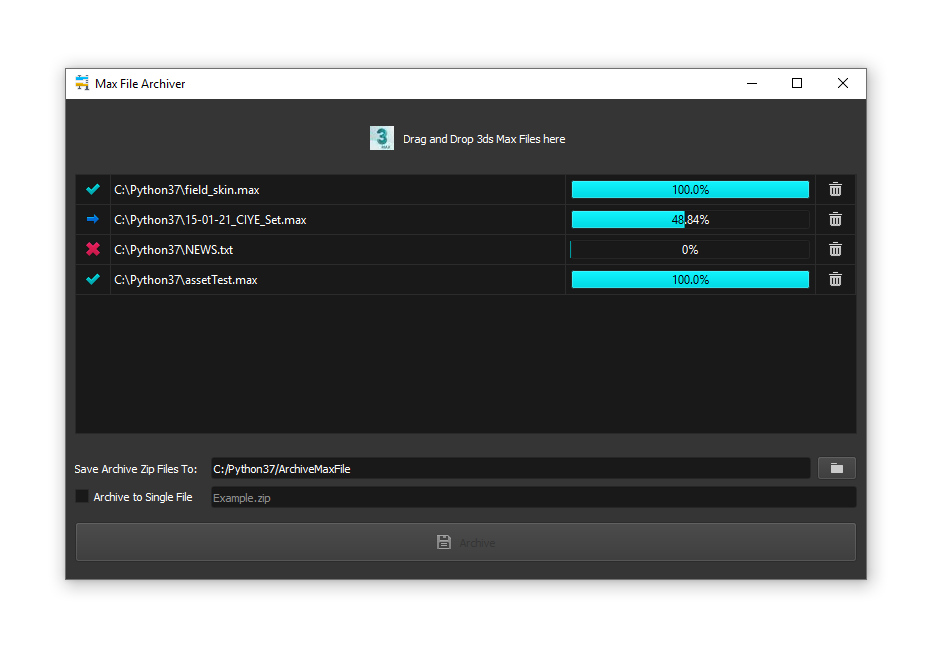 Max File Archiver
3 Drag and Drop 3ds Max Files here
C:\Python37\field_skin.max 100.0%
C:\Python37\15-01-21_CIYE_Set.max 48.84%
C:\Python37\NEWS.txt 0%
C:\Python37\assetTest.max 100.0%
Save Archive Zip Files To: C:/Python37/ArchiveMaxFile
Archive to Single File Example.zip
Archive